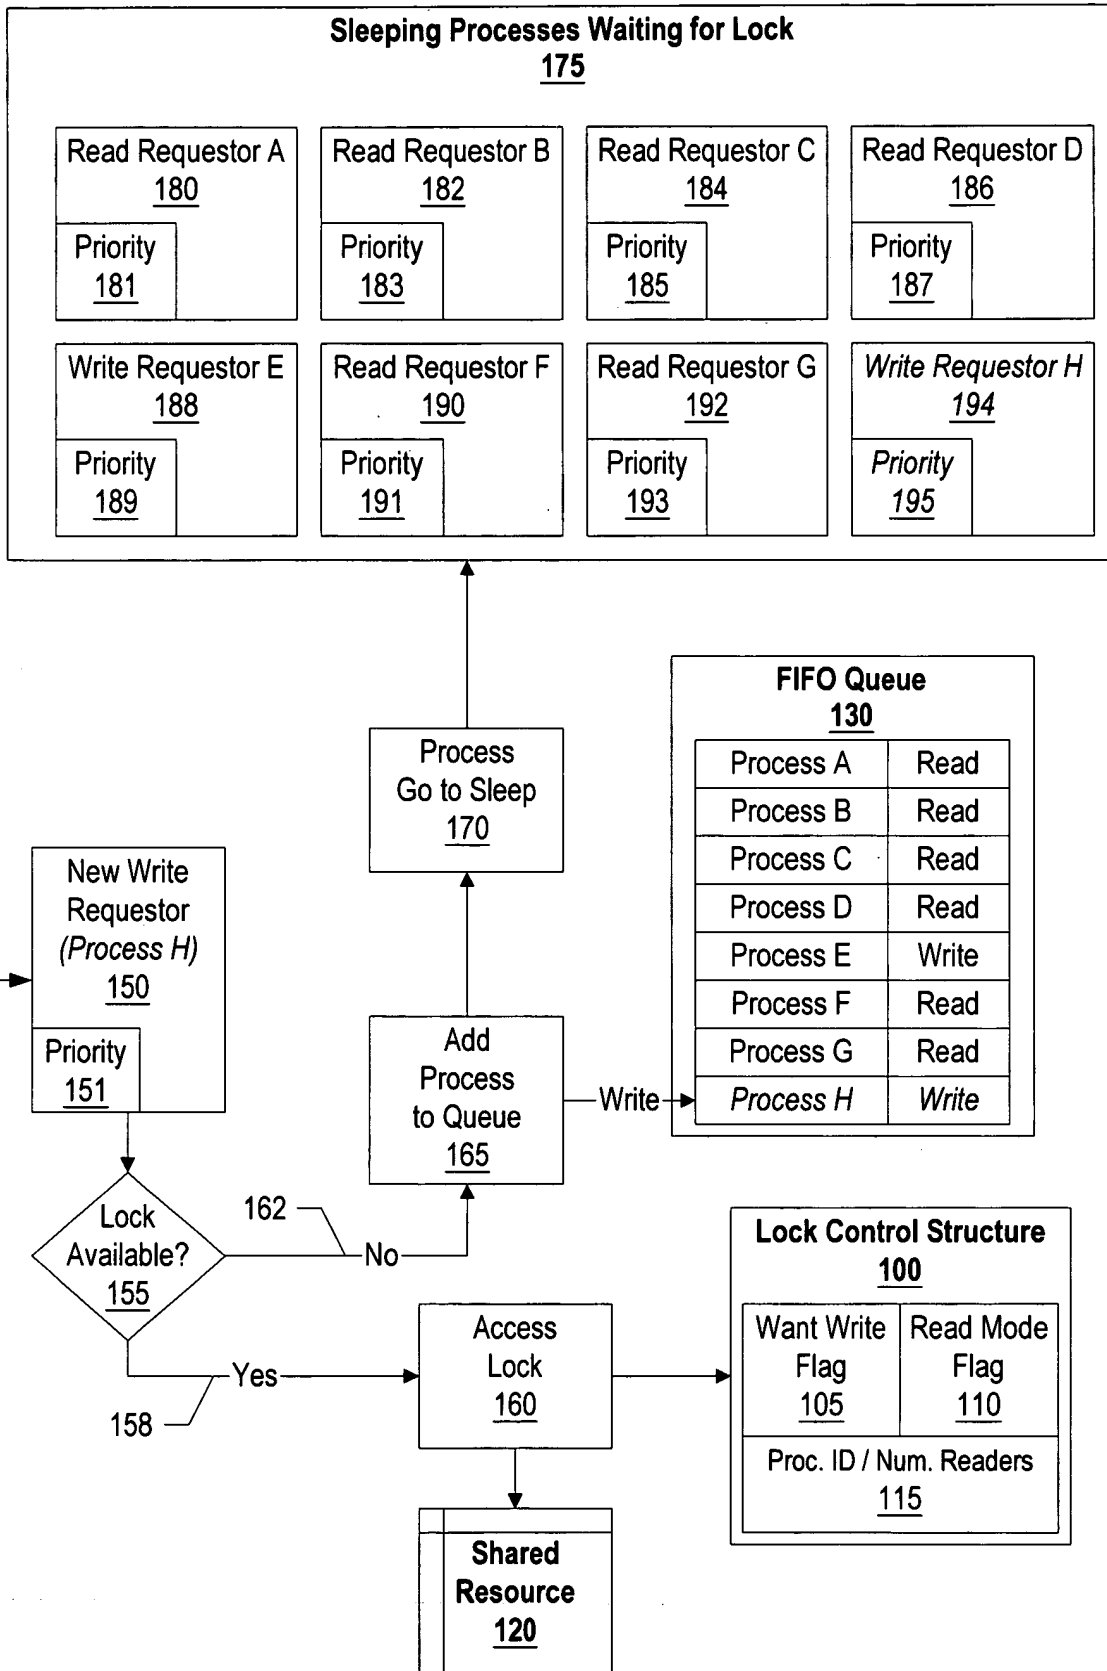 Sleeping Processes Waiting for Lock
175
Read Requestor A
180
Priority
181
Read Requestor B
182
Priority
183
Read Requestor C
184
Priority
185
Read Requestor D
186
Priority
187
Write Requestor E
188
Priority
189
Read Requestor F
190
Priority
191
Read Requestor G
192
Priority
193
Write Requestor H
194
Priority
195
Process
Go to Sleep
170
FIFO Queue
130
Process A Read
Process B Read
Process C Read
Process D Read
Process E Write
Process F Read
Process G Read
Process H Write
New Write
Requestor
(Process H)
150
Priority
151
Add
Process
to Queue
165
Write
Lock
Available?
155
162
No
158
Yes
Access
Lock
160
Lock Control Structure
100
Want Write
Flag
105
Read Mode
Flag
110
Proc. ID / Num. Readers
115
Shared
Resource
120